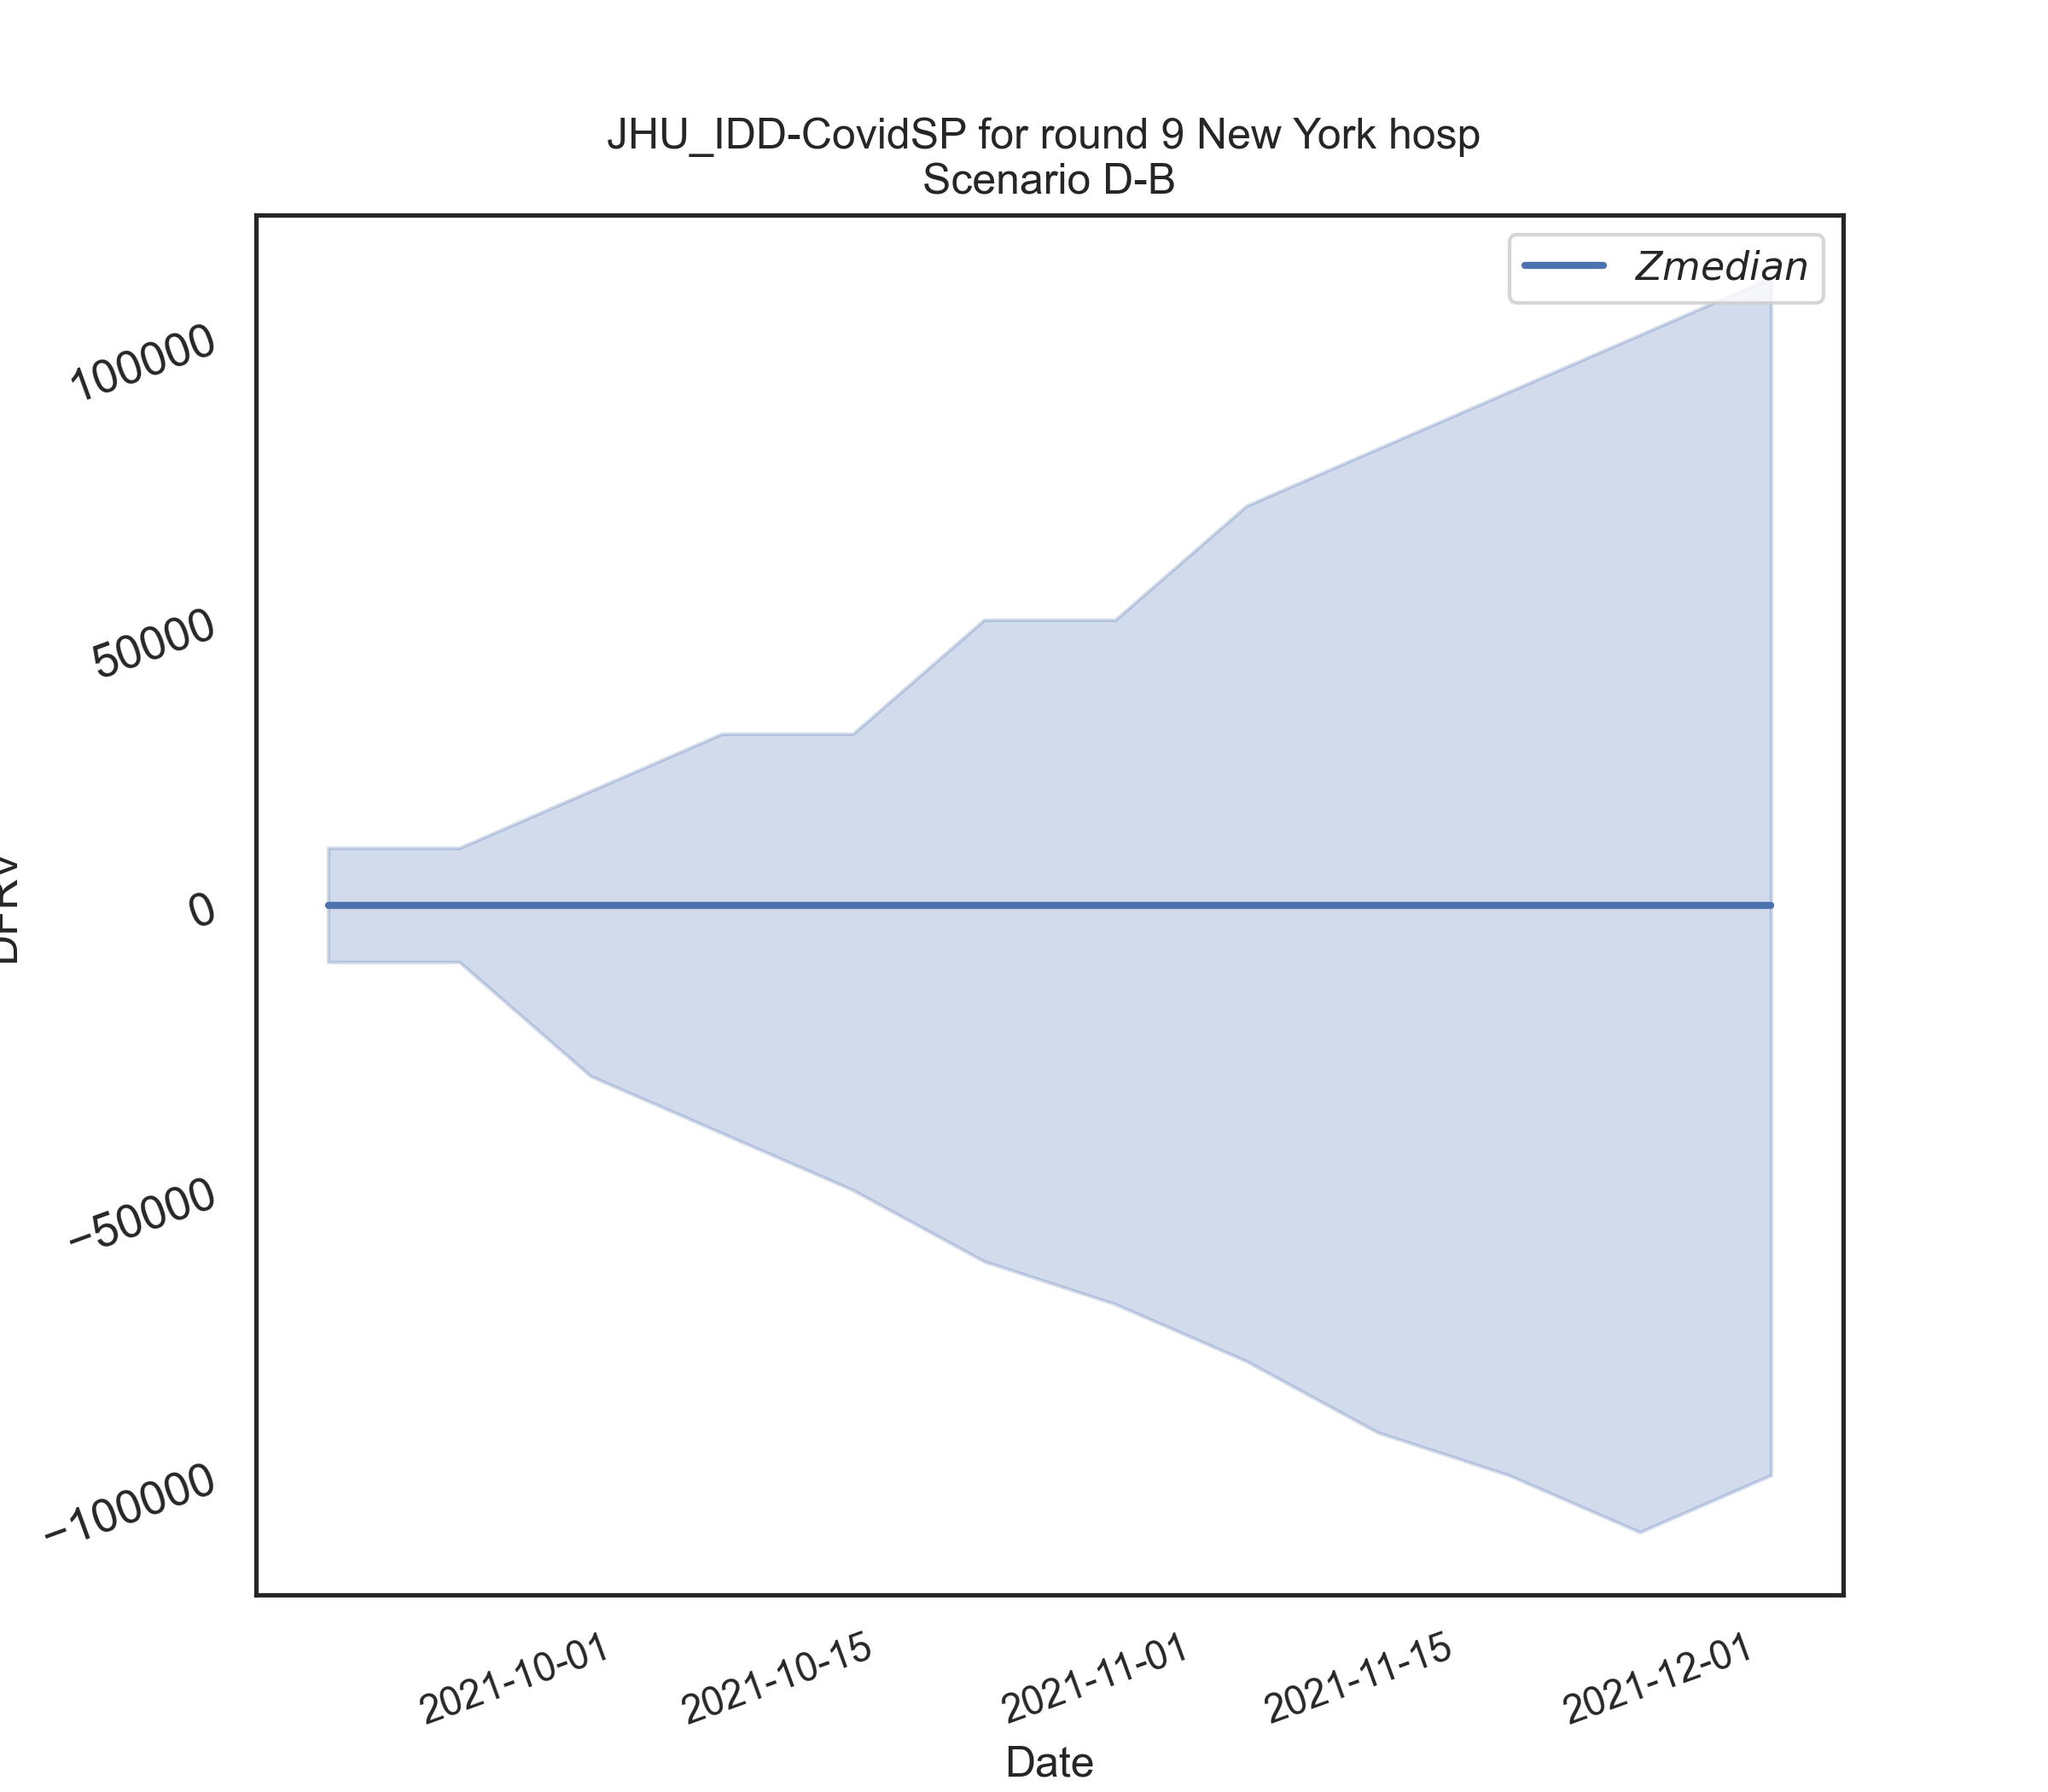 JHU_IDD-CovidSP for round 9 New York hosp
Scenario D-B
Zmedian
100000
50000
0
−50000
−100000
2021-10-01
2021-10-15
2021-11-01
2021-11-15
2021-12-01
Date